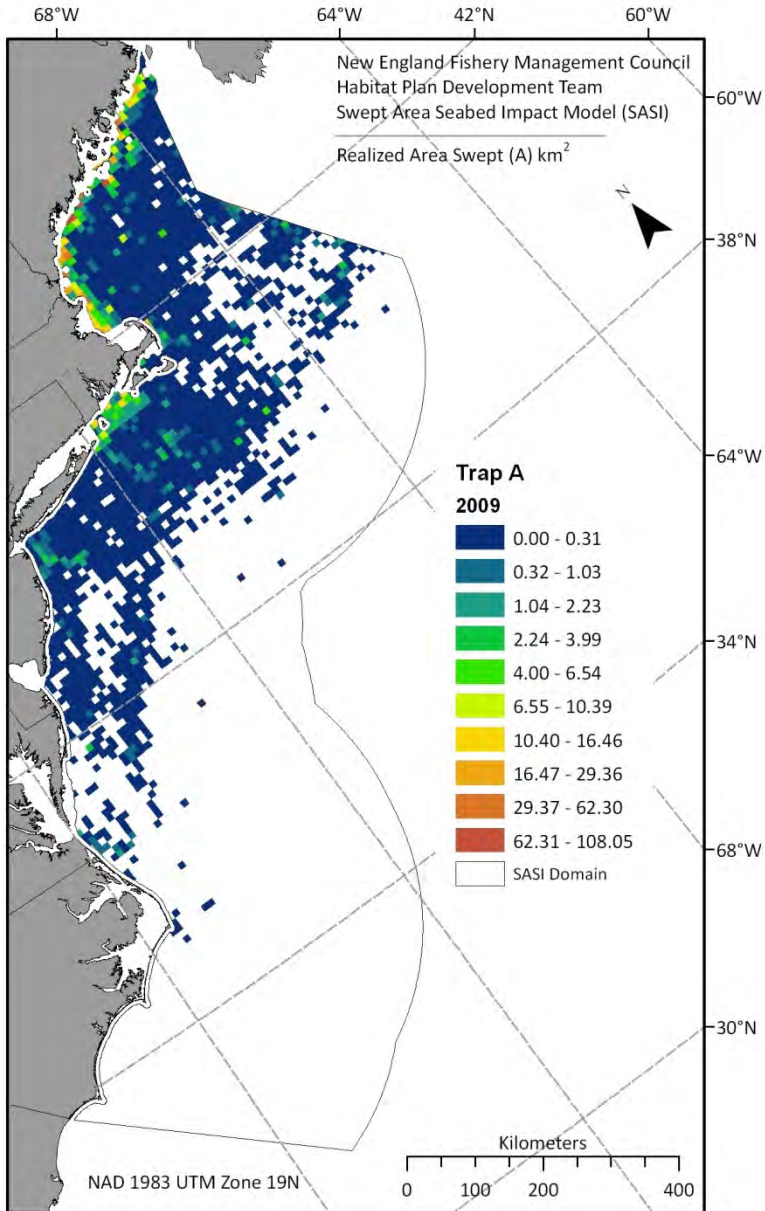 68°W
64°W
42°N
60°W
New England Fishery Management Council
Habitat Plan Development Team
Swept Area Seabed Impact Model (SASI)
Realized Area Swept (A) km²
60°W
N
38°N
64°W
Trap A
2009
0.00 - 0.31
0.32 - 1.03
1.04 - 2.23
2.24 - 3.99
4.00 - 6.54
6.55 - 10.39
10.40 - 16.46
16.47 - 29.36
29.37 - 62.30
62.31 - 108.05
SASI Domain
34°N
68°W
30°N
Kilometers
0 100 200 300 400
NAD 1983 UTM Zone 19N